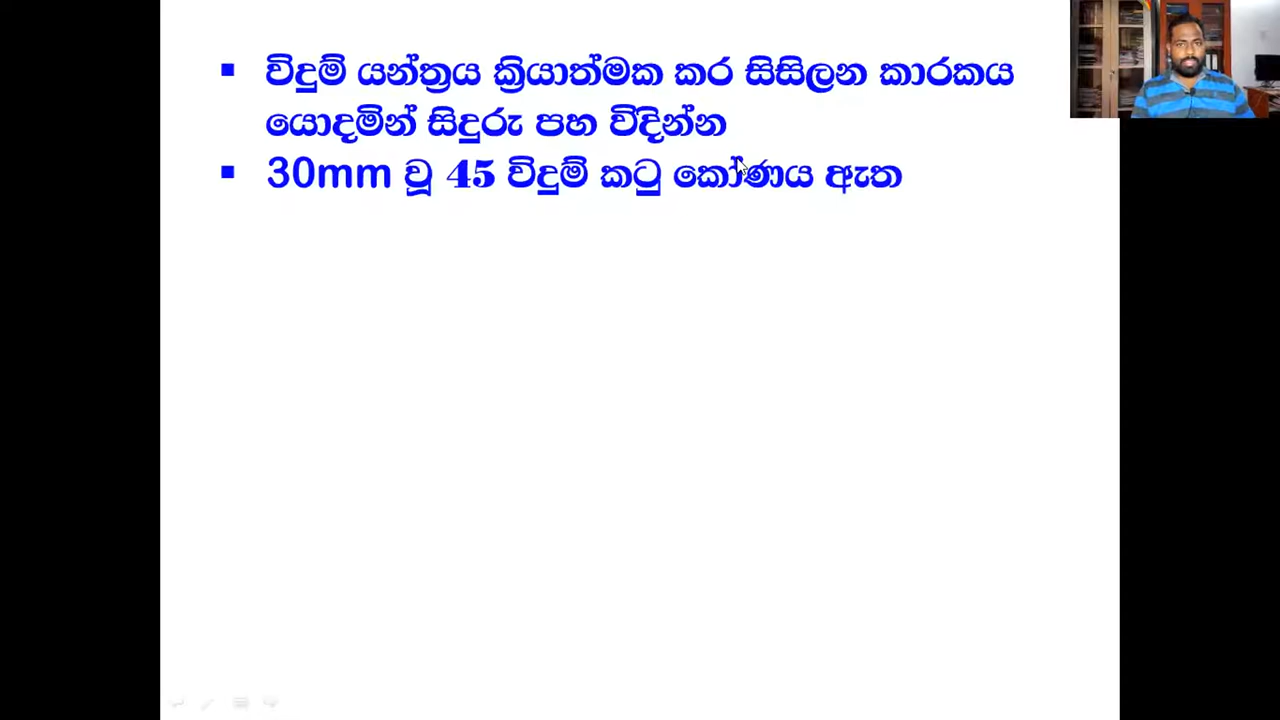 විදුම් යන්ත්‍රය ක්‍රියාත්මක කර සිසිලන කාරකය
යොදමින් සිදුරු පහ විදින්න
30mm වූ 45 විදුම් කටු කෝණය ඇත